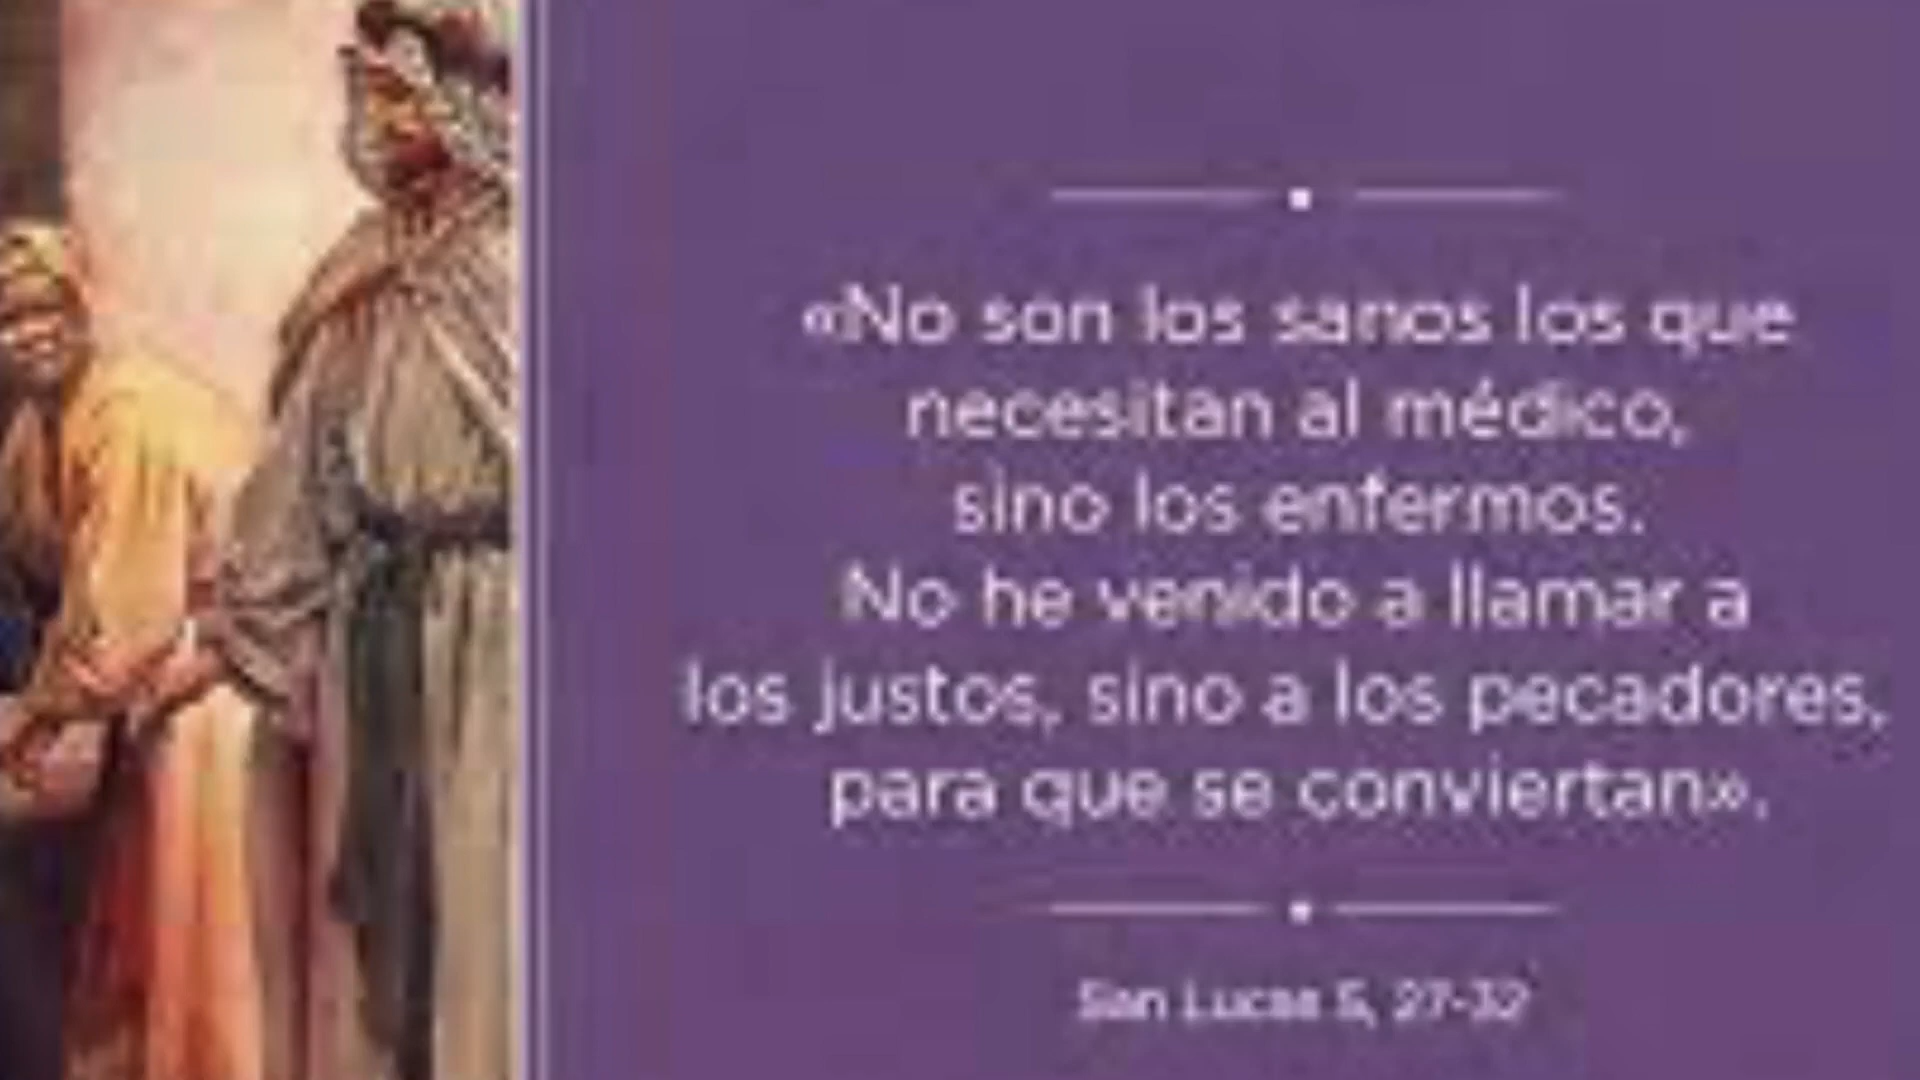 «No son los sanos los que
necesitan al médico,
sino los enfermos.
No he venido a llamar a
los justos, sino a los pecadores,
para que se conviertan».
San Lucas 5, 27-32